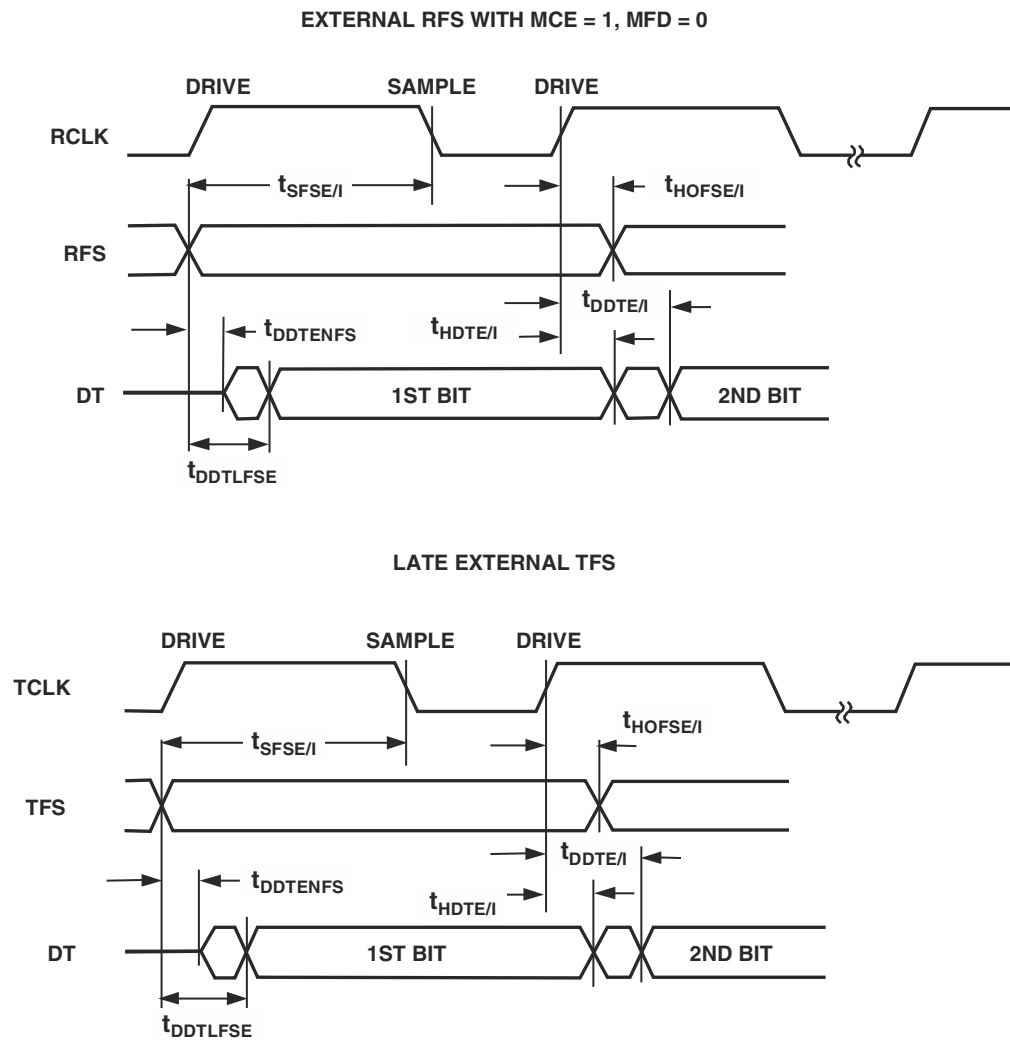 EXTERNAL RFS WITH MCE = 1, MFD = 0
DRIVE SAMPLE DRIVE
RCLK
tSFSE/I
tHOFSE/I
RFS
tDDTE/I
tDDTENFS
tHDTE/I
DT
1ST BIT
2ND BIT
tDDTLFSE
LATE EXTERNAL TFS
DRIVE SAMPLE DRIVE
TCLK
tHOFSE/I
tSFSE/I
TFS
tDDTE/I
tDDTENFS
tHDTE/I
DT
1ST BIT
2ND BIT
tDDTLFSE